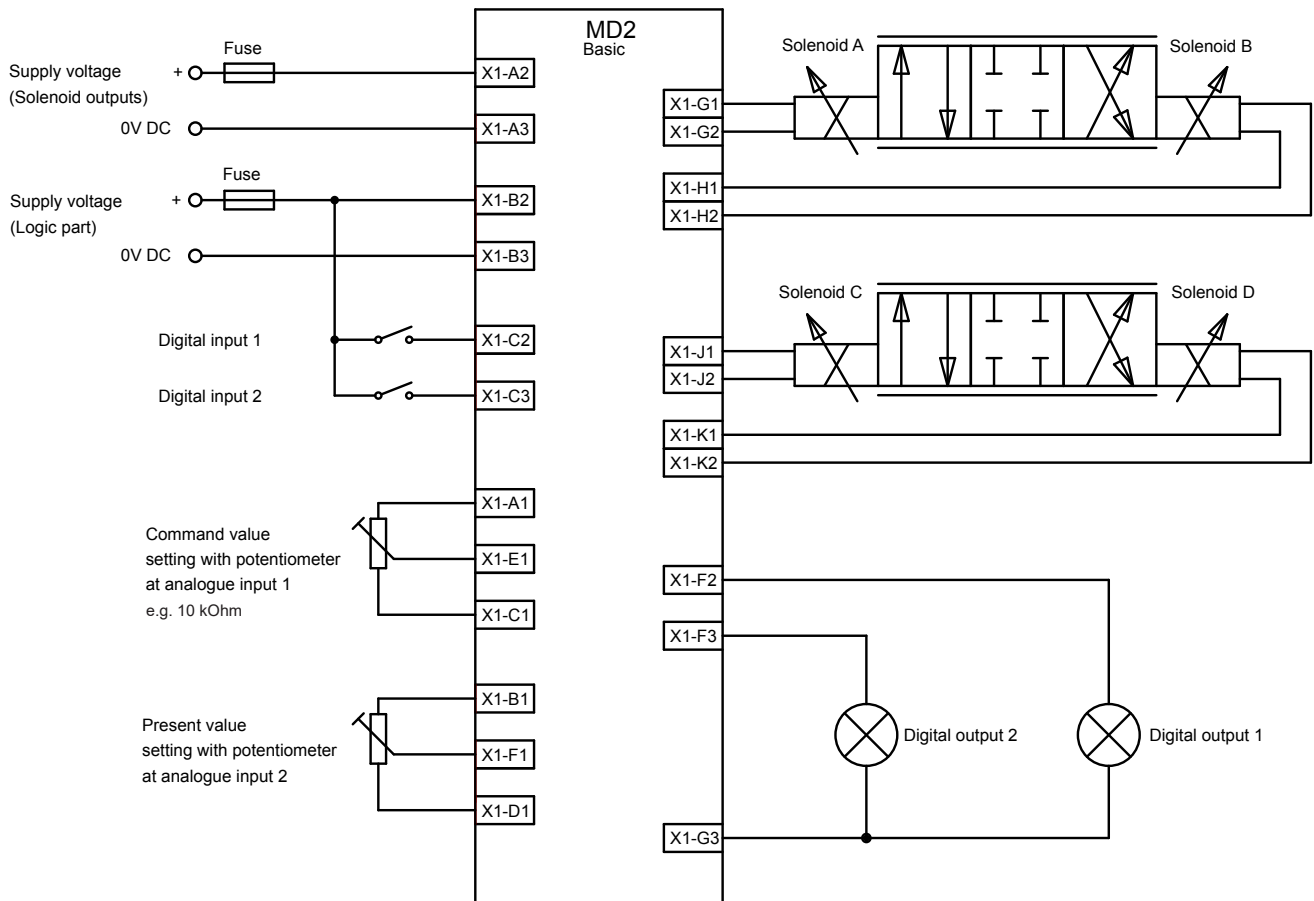 MD2
Basic
Fuse
Supply voltage
(Solenoid outputs)
+
X1-A2
0V DC
X1-A3
Fuse
Supply voltage
(Logic part)
+
X1-B2
0V DC
X1-B3
Digital input 1
X1-C2
Digital input 2
X1-C3
X1-A1
Command value
setting with potentiometer
at analogue input 1
e.g. 10 kOhm
X1-E1
X1-C1
X1-B1
Present value
setting with potentiometer
at analogue input 2
X1-F1
X1-D1
Solenoid A
Solenoid B
X1-G1
X1-G2
X1-H1
X1-H2
Solenoid C
Solenoid D
X1-J1
X1-J2
X1-K1
X1-K2
X1-F2
X1-F3
Digital output 2
Digital output 1
X1-G3